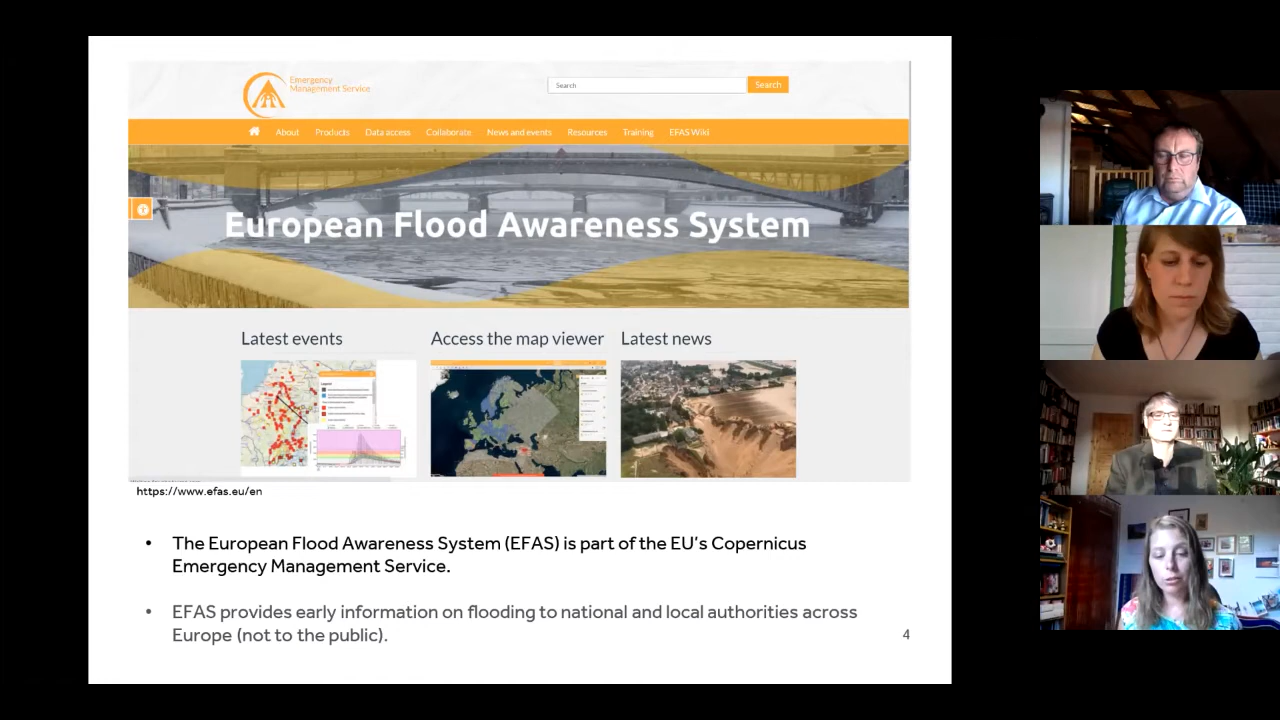 Emergency
Management Service
Search
Search
About Products Data access Collaborate News and events Resources Training EFAS Wiki
European Flood Awareness System
Latest events Access the map viewer Latest news
https://www.efas.eu/en
• The European Flood Awareness System (EFAS) is part of the EU's Copernicus
Emergency Management Service.
• EFAS provides early information on flooding to national and local authorities across
Europe (not to the public).
4